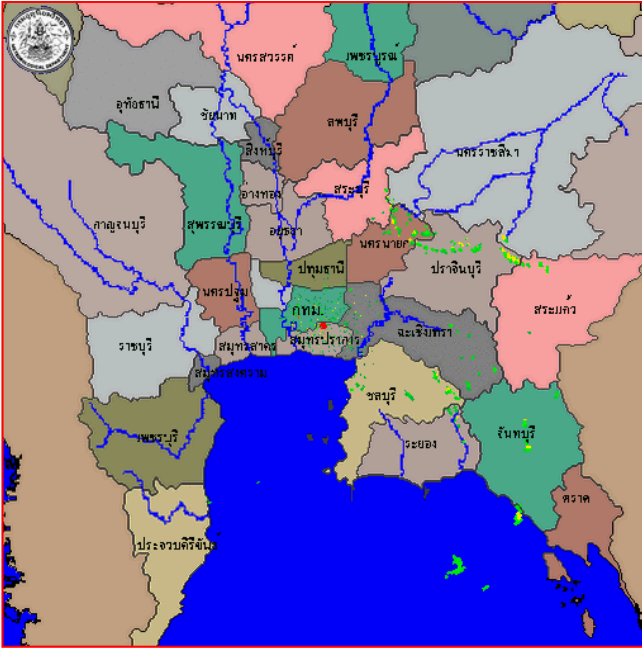 นครสวรรค์
เพชรบูรณ์
อุทัยธานี
ชัยนาท
ลพบุรี
สิงห์บุรี
นครราชสีมา
อ่างทอง
สระบุรี
กาญจนบุรี
สุพรรณบุรี
อยุธยา
นครนายก
ปราจีนบุรี
ปทุมธานี
นครปฐม
สระแก้ว
กทม.
ฉะเชิงเทรา
ราชบุรี
สมุทรสาคร
สมุทรปราการ
สมุทรสงคราม
ชลบุรี
เพชรบุรี
ระยอง
จันทบุรี
ตราด
ประจวบคีรีขันธ์